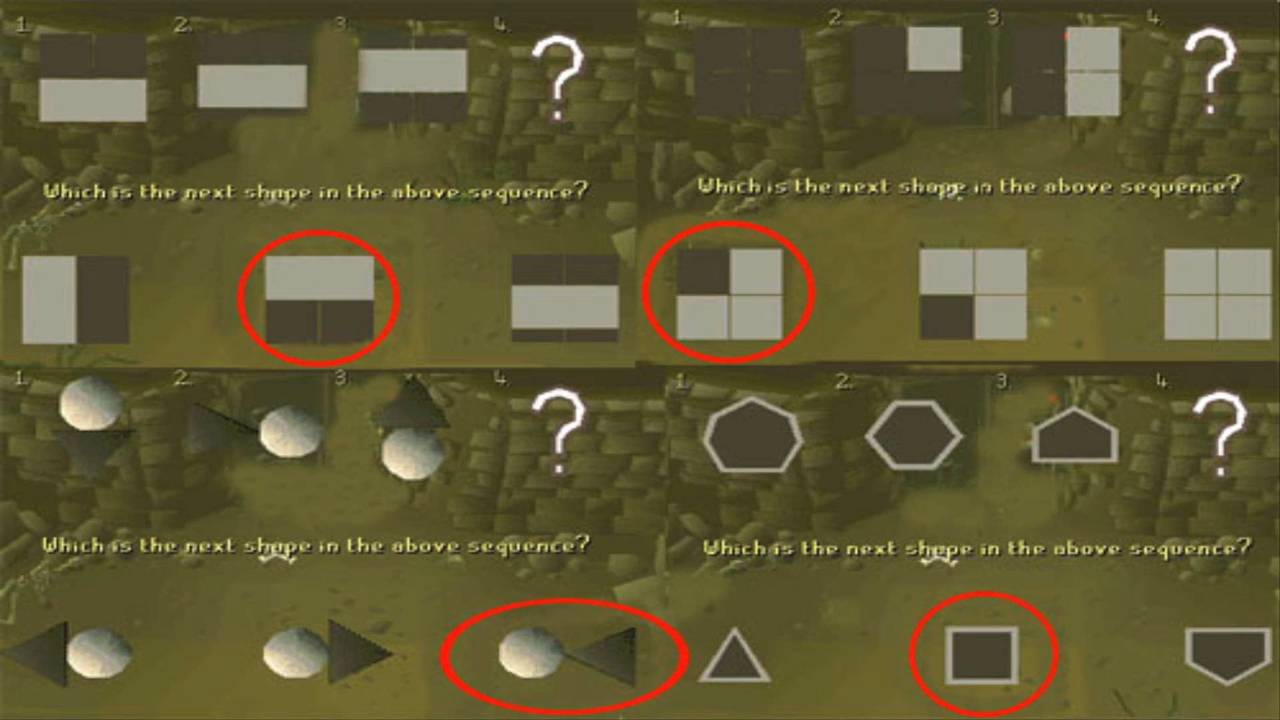 1. 2. 3. 4.
?
Which is the next shape in the above sequence?
1. 2. 3. 4.
?
Which is the next shape in the above sequence?
1. 2. 3. 4.
?
Which is the next shape in the above sequence?
1. 2. 3. 4.
?
Which is the next shape in the above sequence?